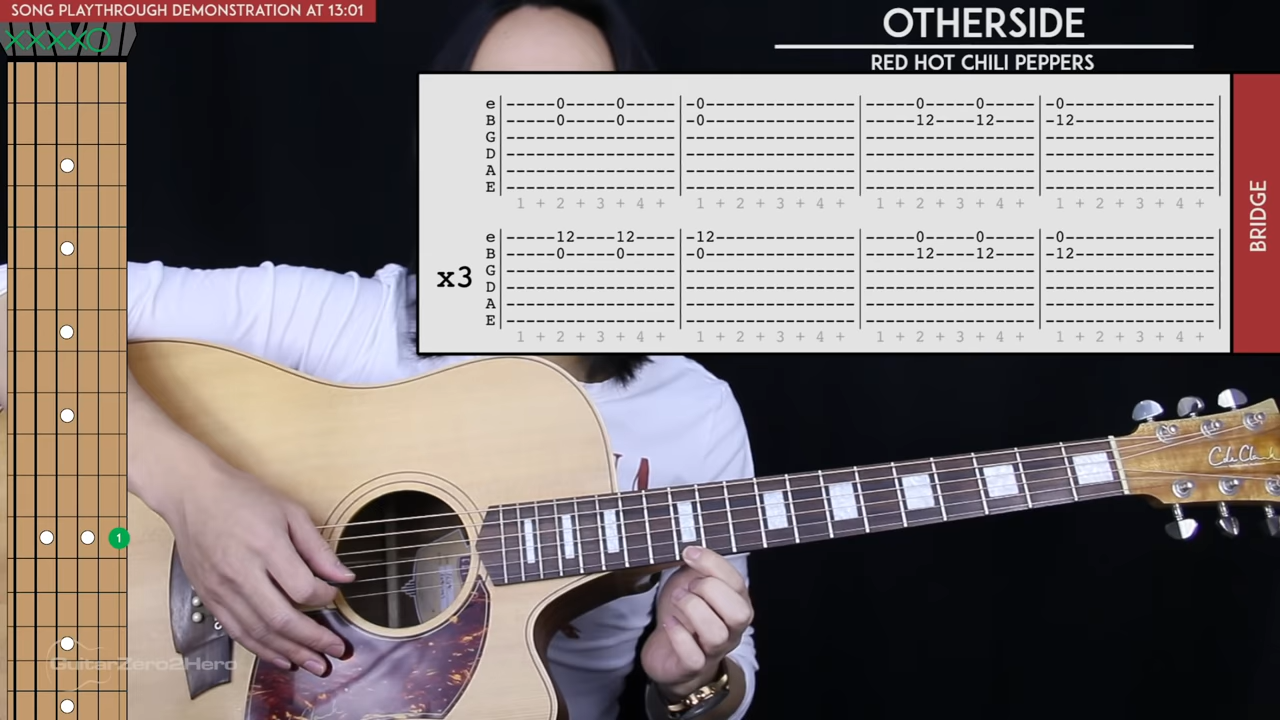 SONG PLAYTHROUGH DEMONSTRATION AT 13:01
XXXXO
OTHERSIDE
RED HOT CHILI PEPPERS
e|-----0-----0-----|-0---------------|-----0-----0-----|-0---------------|
B|-----0-----0-----|-0---------------|-----12----12----|-12--------------|
G|-----------------|-----------------|-----------------|-----------------|
D|-----------------|-----------------|-----------------|-----------------|
A|-----------------|-----------------|-----------------|-----------------|
E|-----------------|-----------------|-----------------|-----------------|
1 + 2 + 3 + 4 + 1 + 2 + 3 + 4 + 1 + 2 + 3 + 4 + 1 + 2 + 3 + 4 +
e|-----12----12----|-12--------------|-----0-----0-----|-0---------------|
B|-----0-----0-----|-0---------------|-----12----12----|-12--------------|
x3
G|-----------------|-----------------|-----------------|-----------------|
D|-----------------|-----------------|-----------------|-----------------|
A|-----------------|-----------------|-----------------|-----------------|
E|-----------------|-----------------|-----------------|-----------------|
1 + 2 + 3 + 4 + 1 + 2 + 3 + 4 + 1 + 2 + 3 + 4 + 1 + 2 + 3 + 4 +
BRIDGE
1
GuitarZero2Hero